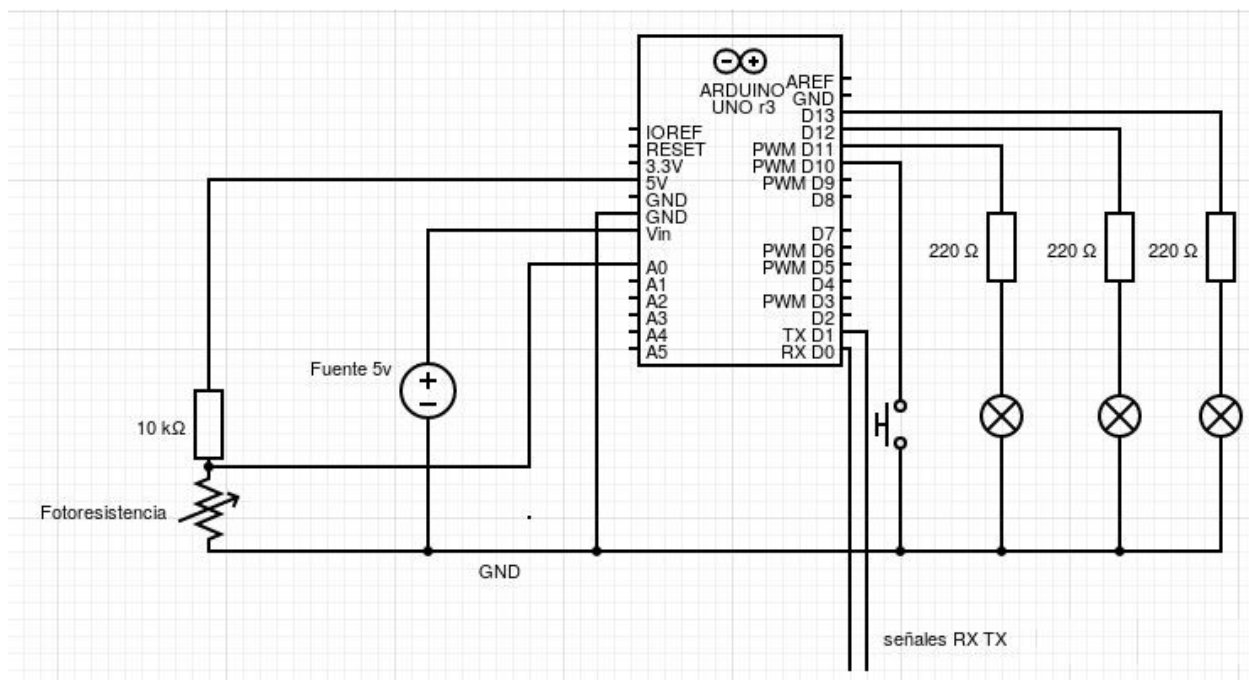 ARDUINO
UNO r3
AREF
GND
D13
D12
PWM D11
PWM D10
PWM D9
D8
D7
PWM D6
PWM D5
D4
PWM D3
D2
TX D1
RX D0
IOREF
RESET
3.3V
5V
GND
GND
Vin
A0
A1
A2
A3
A4
A5
220 Ω
220 Ω
220 Ω
Fuente 5v
10 kΩ
Fotoresistencia
GND
señales RX TX